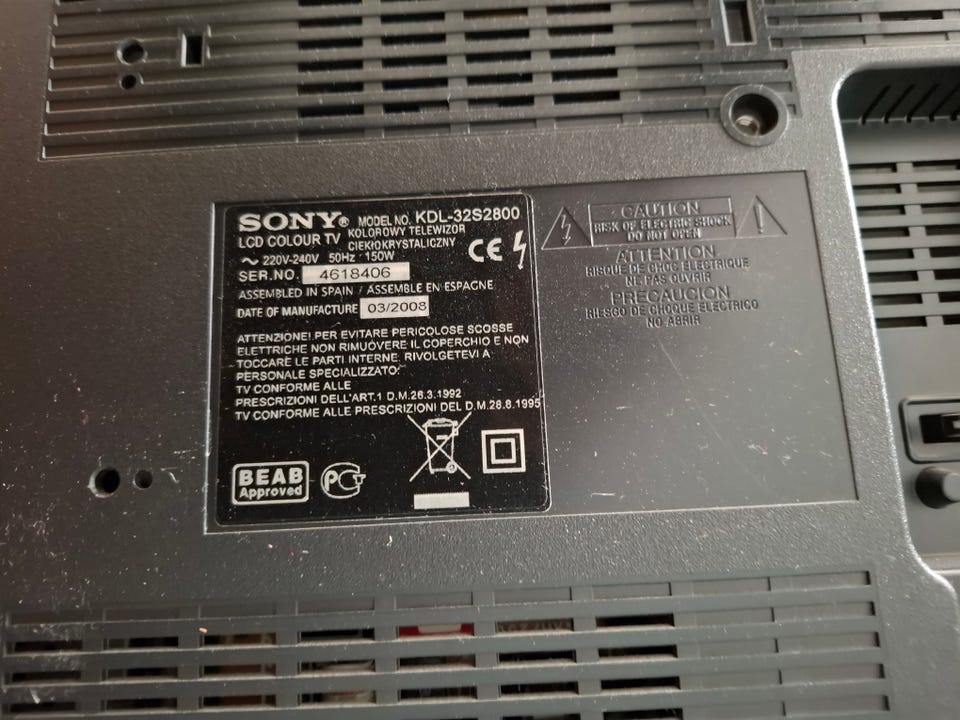 SONY® MODEL NO. KDL-32S2800
LCD COLOUR TV KOLOROWY TELEWIZOR
CIEKŁOKRYSTALICZNY
~ 220V-240V 50Hz 150W
CE
SER.NO. 4618406
ASSEMBLED IN SPAIN / ASSEMBLE EN ESPAGNE
DATE OF MANUFACTURE 03/2008
ATTENZIONE! PER EVITARE PERICOLOSE SCOSSE
ELETTRICHE NON RIMUOVERE IL COPERCHIO E NON
TOCCARE LE PARTI INTERNE. RIVOLGETEVI A
PERSONALE SPECIALIZZATO:
TV CONFORME ALLE
PRESCRIZIONI DELL'ART.1 D.M.26.3.1992
TV CONFORME ALLE PRESCRIZIONI DEL D.M.28.8.1995
BEAB
Approved
PCT
CAUTION
RISK OF ELECTRIC SHOCK
DO NOT OPEN
ATTENTION
RISQUE DE CHOC ELECTRIQUE
NE PAS OUVRIR
PRECAUCION
RIESGO DE CHOQUE ELECTRICO
NO ABRIR